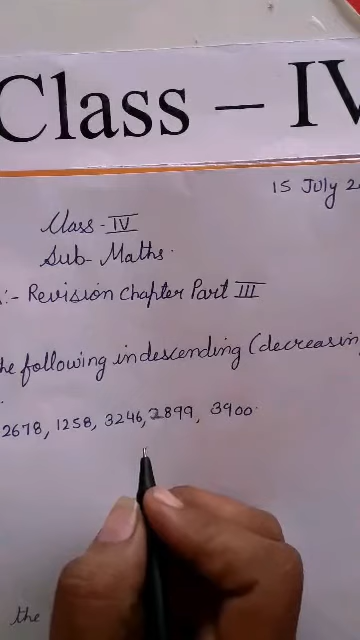 Class – IV
15 July 2
Class - IV
Sub- Maths.
:- Revision Chapter Part III
he following in descending (decreasin
2678, 1258, 3246, 2899, 3900.
the